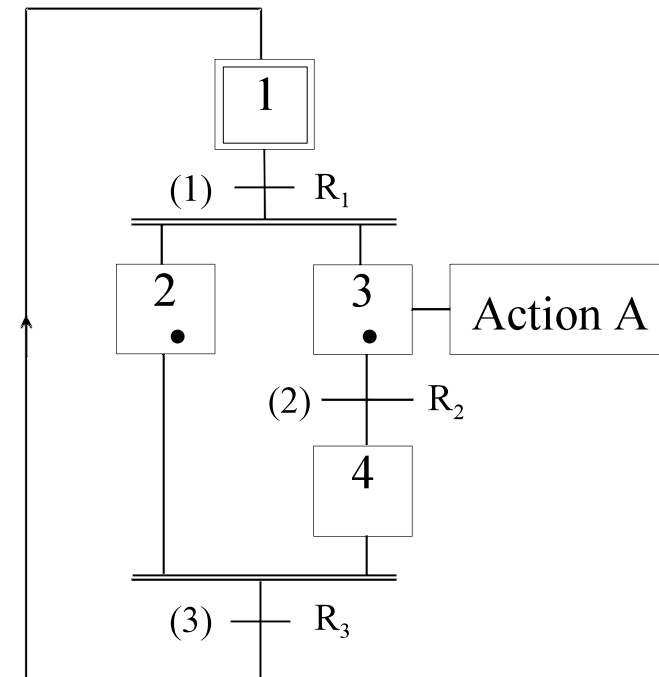 1
(1) R₁
2 3 Action A
(2) R₂
4
(3) R₃